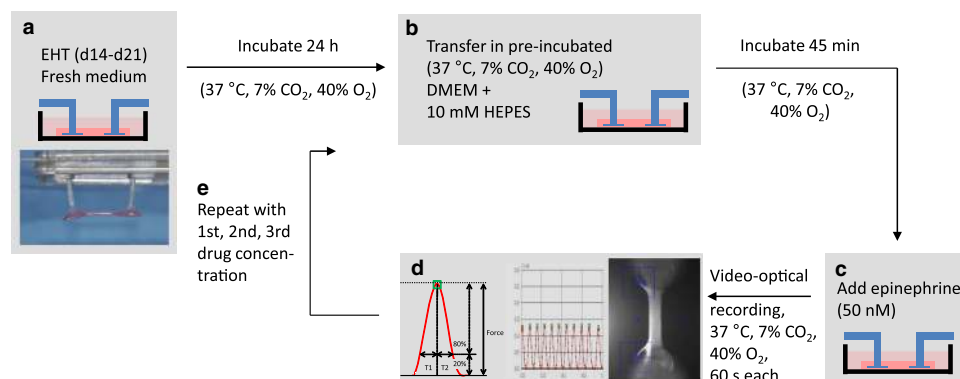 a
EHT (d14-d21)
Fresh medium
Incubate 24 h
(37 °C, 7% CO₂, 40% O₂)
b
Transfer in pre-incubated
(37 °C, 7% CO₂, 40% O₂)
DMEM +
10 mM HEPES
Incubate 45 min
(37 °C, 7% CO₂,
40% O₂)
e
Repeat with
1st, 2nd, 3rd
drug concen-
tration
d
Force
80%
20%
T1 T2
Video-optical
recording,
37 °C, 7% CO₂,
40% O₂,
60 s each
c
Add epinephrine
(50 nM)